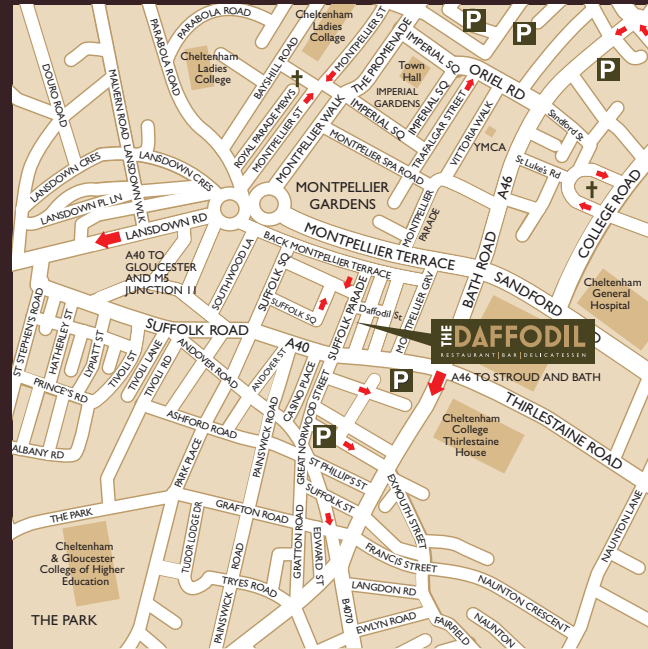 PARABOLA ROAD
PARABOLA ROAD
DOURO ROAD
MALVERN ROAD
Cheltenham
Ladies
College
Cheltenham
Ladies
Collage
BAYSHILL ROAD
MONTPELLIER ST
THE PROMENADE
IMPERIAL SQ
P
P
P
Town
Hall
IMPERIAL
GARDENS
IMPERIAL SQ
IMPERIAL SQ
ORIEL RD
ROYAL PARADE MEWS
MONTPELLIER ST
MONTPELLIER WALK
MONTPELLIER SPA ROAD
TRAFALGAR STREET
VITTORIA WALK
YMCA
Sandford St
St Luke's Rd
A46
COLLEGE ROAD
LANSDOWN CRES
LANSDOWN CRES
LANSDOWN WLK
LANSDOWN PL LN
LANSDOWN RD
MONTPELLIER
GARDENS
MONTPELLIER
PARADE
MONTPELLIER TERRACE
BACK MONTPELLIER TERRACE
BATH ROAD
SANDFORD
ROAD
Cheltenham
General
Hospital
A40 TO
GLOUCESTER
AND M5
JUNCTION 11
SOUTHWOOD LA
SUFFOLK SQ
SUFFOLK SQ
SUFFOLK PARADE
Daffodil St
MONTPELLIER GRV
THE DAFFODIL
RESTAURANT|BAR|DELICATESSEN
ST STEPHEN'S ROAD
HATHERLEY ST
LYPIATT ST
SUFFOLK ROAD
A40
TIVOLI ST
TIVOLI LANE
TIVOLI RD
ANDOVER ROAD
ANDOVER ST
CASINO PLACE
GREAT NORWOOD STREET
P
A46 TO STROUD AND BATH
PRINCE"S RD
THIRLESTAINE ROAD
Cheltenham
College
Thirlestaine
House
ALBANY RD
ASHFORD ROAD
PARK PLACE
PAINSWICK ROAD
P
ST PHILLIPS ST
SUFFOLK ST
EXMOUTH STREET
NAUNTON LANE
THE PARK
GRAFTON ROAD
TUDOR LODGE DR
GRATTON ROAD
EDWARD ST
FRANCIS STREET
Cheltenham
& Gloucester
College of Higher
Education
TRYES ROAD
PAINSWICK
ROAD
LANGDON RD
NAUNTON CRESCENT
B4070
EWLYN ROAD
FAIRFIELD
NAUNTON
THE PARK